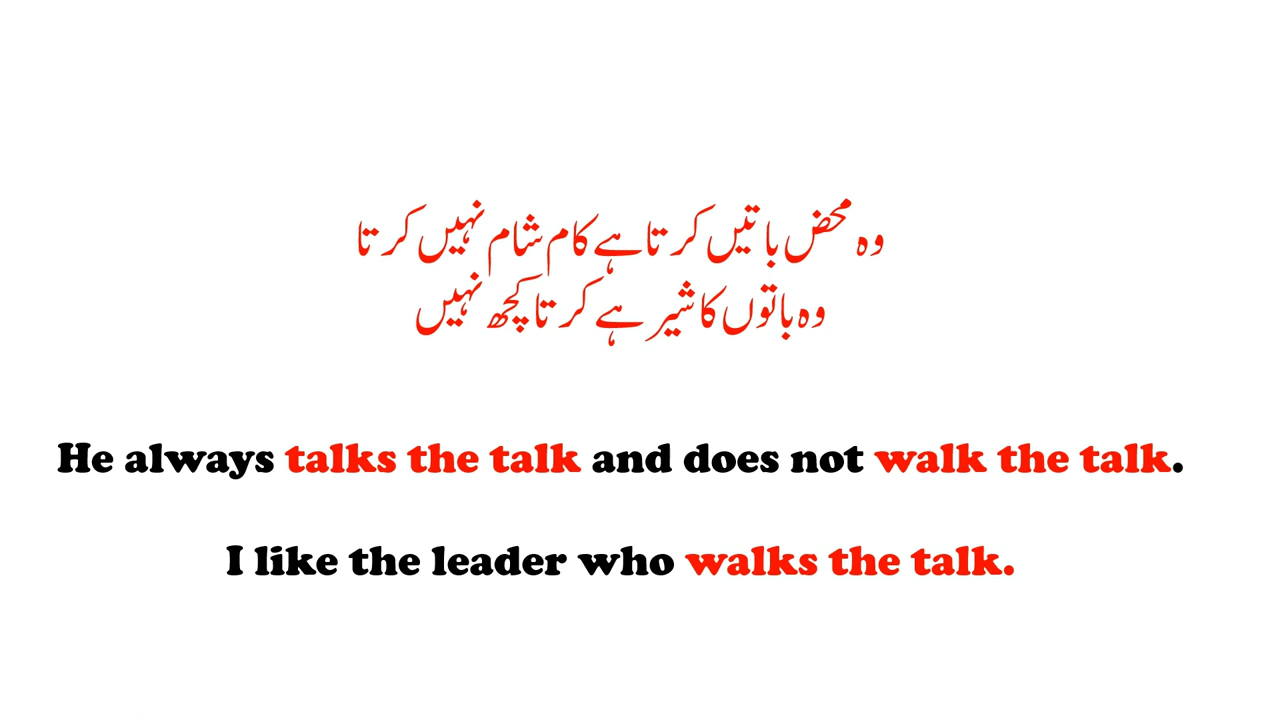 وہ محض باتیں کرتا ہے کام شام نہیں کرتا
وہ باتوں کا شیر ہے کرتا کچھ نہیں
He always talks the talk and does not walk the talk.
I like the leader who walks the talk.